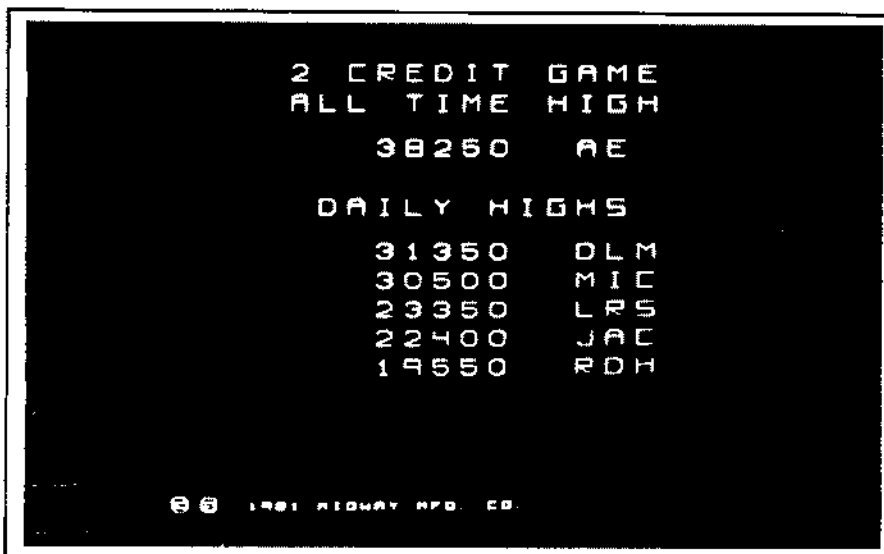 2 CREDIT GAME
ALL TIME HIGH
38250 AE
DAILY HIGHS
31350 DLM
30500 MIC
23350 LRS
22400 JAC
19550 RDH
1981 MIDWAY MFG. CO.